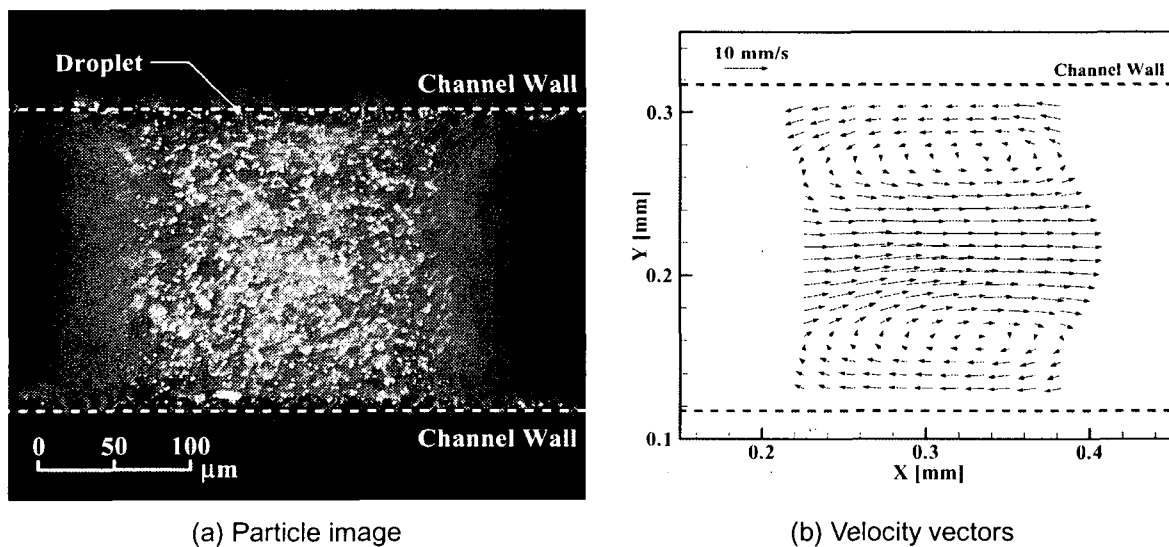 Droplet
Channel Wall
Channel Wall
0 50 100
μm
(a) Particle image
10 mm/s
Channel Wall
0.3
0.2
0.1
Y [mm]
0.2 0.3 0.4
X [mm]
(b) Velocity vectors